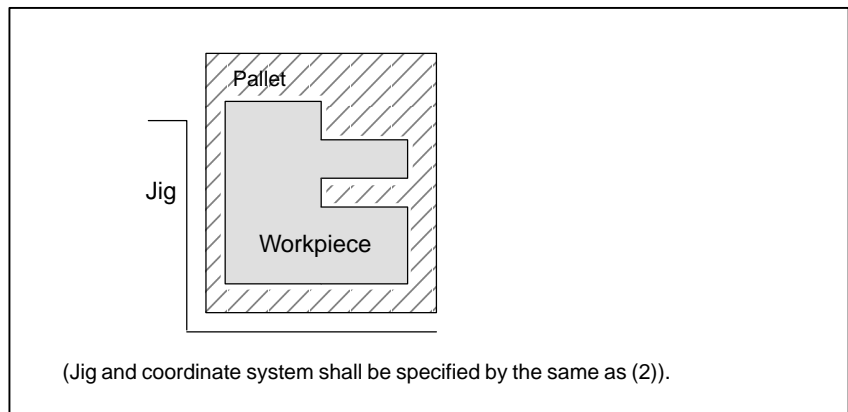 Pallet
Jig
Workpiece
(Jig and coordinate system shall be specified by the same as (2)).